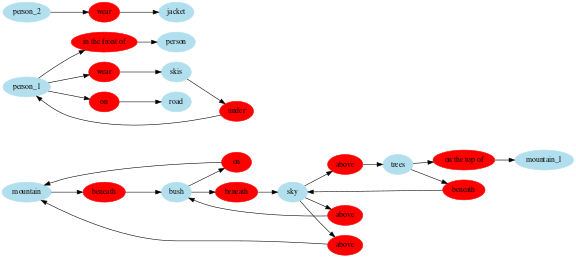 person_2 wear jacket
in the front of person
person_1 wear skis
on road
under
on
above trees on the top of mountain_1
mountain beneath bush beneath sky
beneath
above
above